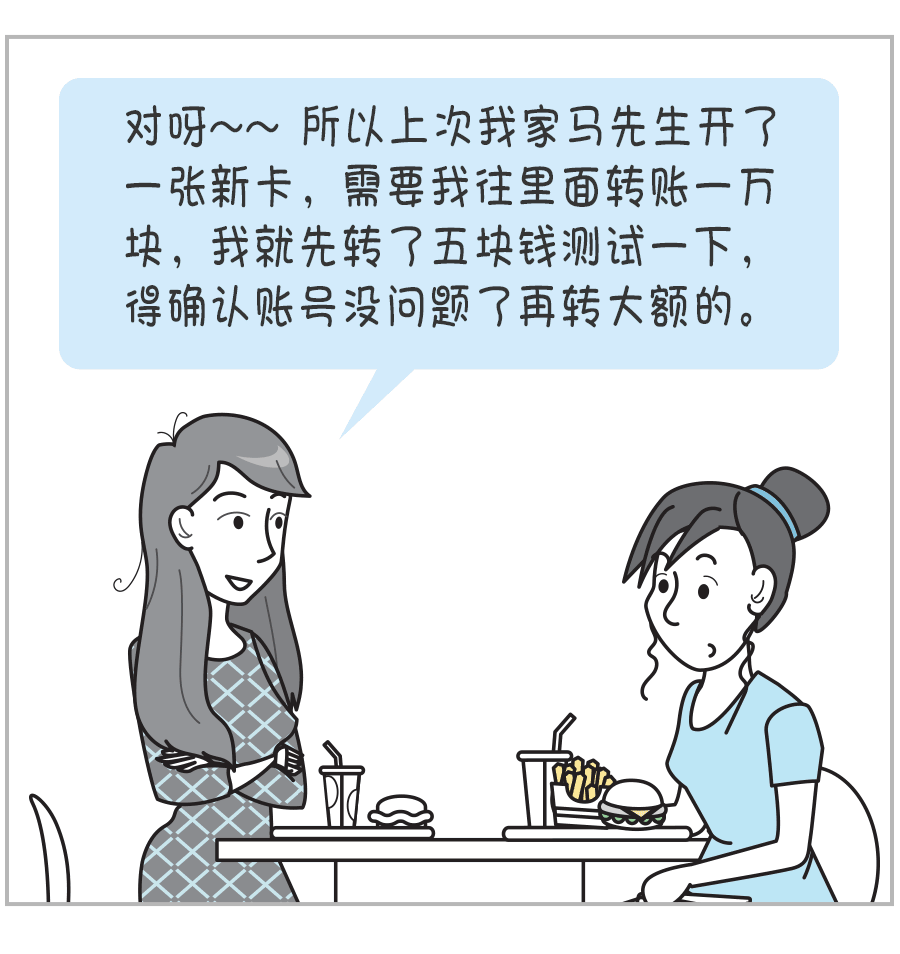 对呀~~ 所以上次我家马先生开了
一张新卡，需要我往里面转账一万
块，我就先转了五块钱测试一下，
得确认账号没问题了再转大额的。